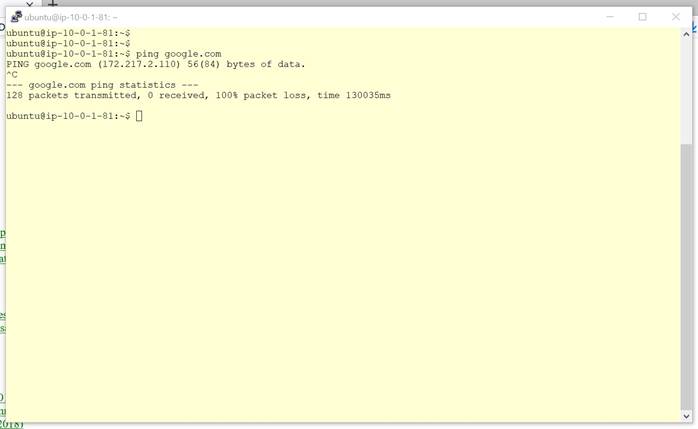 ubuntu@ip-10-0-1-81: ~
ubuntu@ip-10-0-1-81:~$
ubuntu@ip-10-0-1-81:~$
ubuntu@ip-10-0-1-81:~$ ping google.com
PING google.com (172.217.2.110) 56(84) bytes of data.
^C
--- google.com ping statistics ---
128 packets transmitted, 0 received, 100% packet loss, time 130035ms
ubuntu@ip-10-0-1-81:~$
2018)